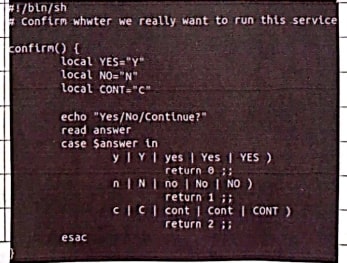 #!/bin/sh
# Confirm whwter we really want to run this service
confirm() {
local YES="Y"
local NO="N"
local CONT="C"
echo "Yes/No/Continue?"
read answer
case $answer in
y | Y | yes | Yes | YES )
return 0 ;;
n | N | no | No | NO )
return 1 ;;
c | C | cont | Cont | CONT )
return 2 ;;
esac
}